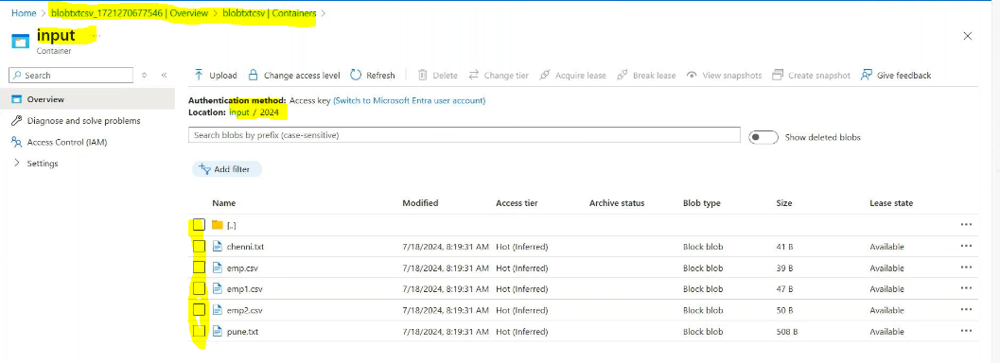 Home > blobtxtcsv_1721270677546 | Overview > blobtxtcsv | Containers >
input ...
Container
Search
Upload Change access level Refresh Delete Change tier Acquire lease Break lease View snapshots Create snapshot Give feedback
Overview
Diagnose and solve problems
Access Control (IAM)
Settings
Authentication method: Access key (Switch to Microsoft Entra user account)
Location: input / 2024
Search blobs by prefix (case-sensitive)
Show deleted blobs
Add filter
Name Modified Access tier Archive status Blob type Size Lease state
[..] ...
chenni.txt 7/18/2024, 8:19:31 AM Hot (Inferred) Block blob 41 B Available ...
emp.csv 7/18/2024, 8:19:31 AM Hot (Inferred) Block blob 39 B Available ...
emp1.csv 7/18/2024, 8:19:31 AM Hot (Inferred) Block blob 47 B Available ...
emp2.csv 7/18/2024, 8:19:31 AM Hot (Inferred) Block blob 50 B Available ...
pune.txt 7/18/2024, 8:19:31 AM Hot (Inferred) Block blob 508 B Available ...